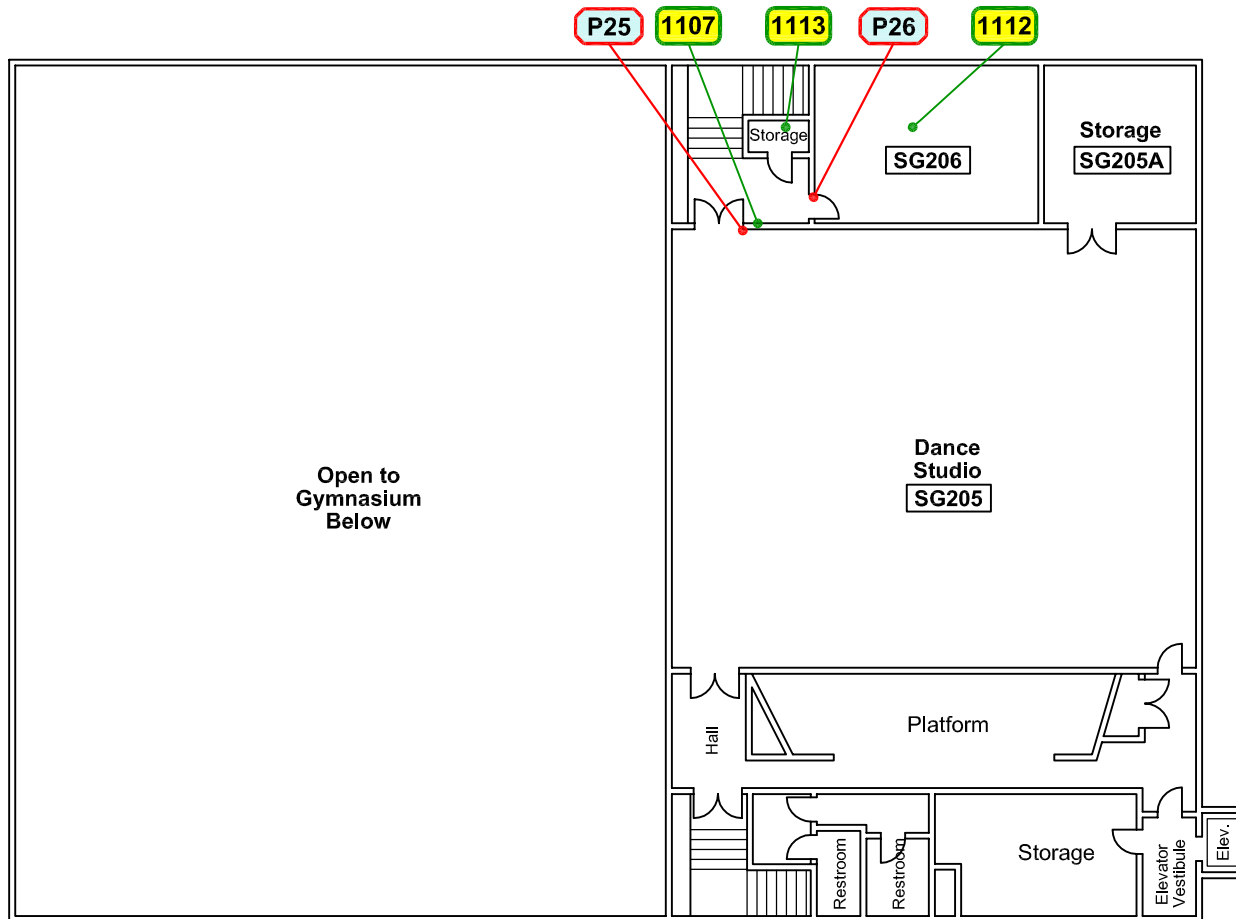 P25
1107
1113
P26
1112
Storage
SG206
Storage
SG205A
Open to
Gymnasium
Below
Dance
Studio
SG205
Hall
Platform
Restroom
Restroom
Storage
Elevator
Vestibule
Elev.